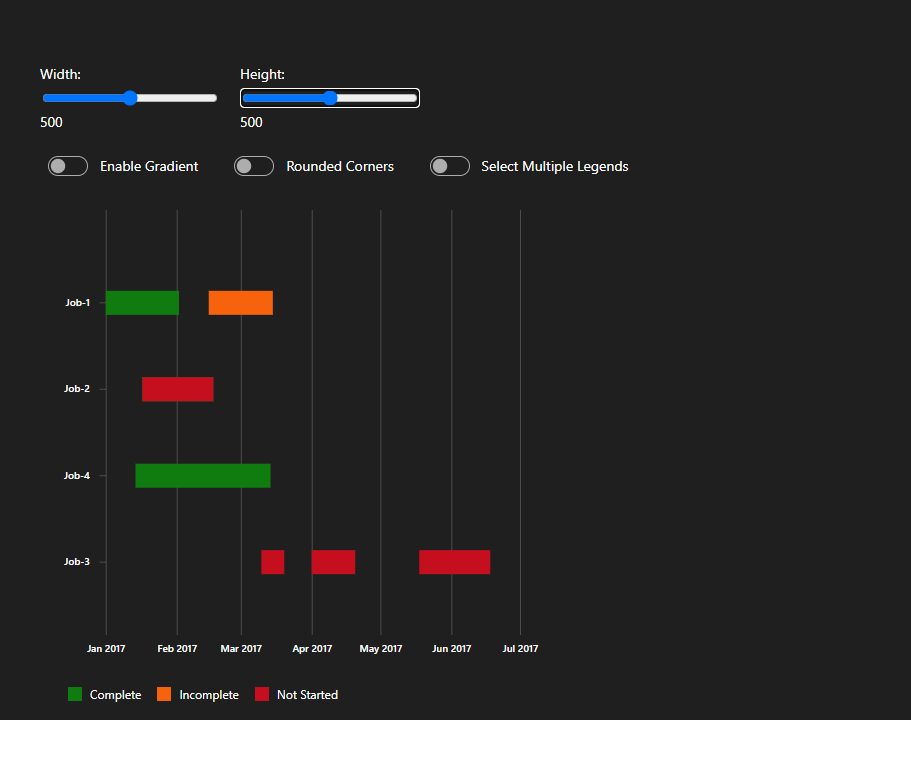 Width: Height:
500 500
Enable Gradient Rounded Corners Select Multiple Legends
Job-1
Job-2
Job-4
Job-3
Jan 2017 Feb 2017 Mar 2017 Apr 2017 May 2017 Jun 2017 Jul 2017
Complete Incomplete Not Started